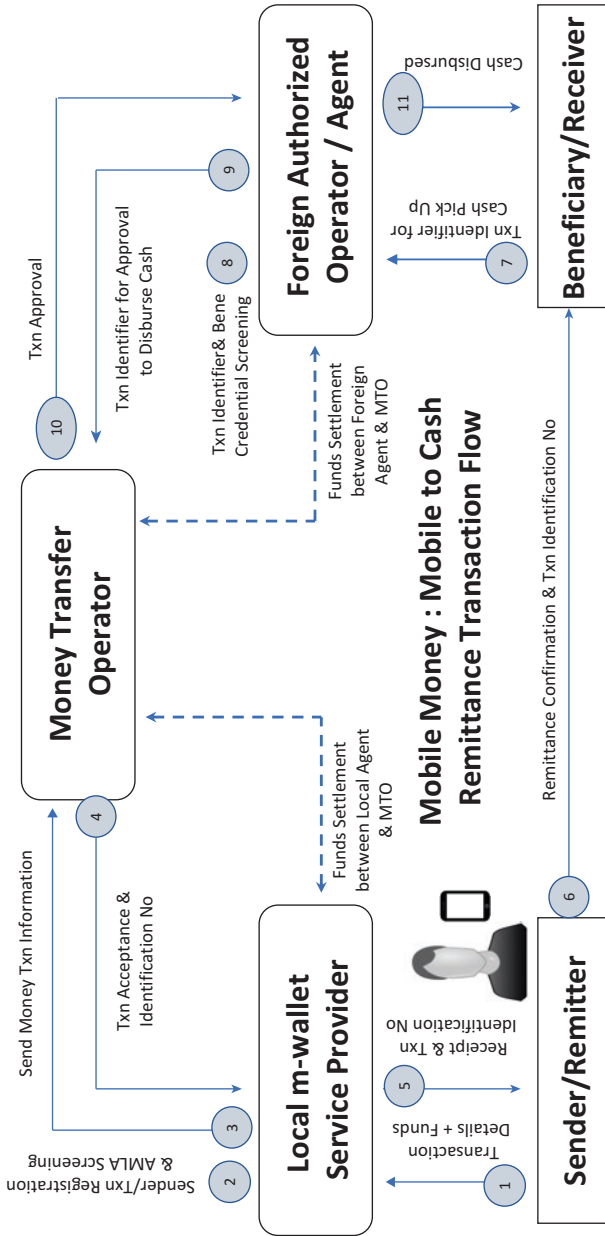 Money Transfer
Operator
10
Txn Approval
Send Money Txn Information
4
Txn Acceptance &
Identification No
Txn Identifier for Approval
to Disburse Cash
9
8
Txn Identifier& Bene
Credential Screening
Sender/Txn Registration
& AMLA Screening
2
3
Local m-wallet
Service Provider
Funds Settlement
between Local Agent
& MTO
Funds Settlement
between Foreign
Agent & MTO
Foreign Authorized
Operator / Agent
Mobile Money : Mobile to Cash
Remittance Transaction Flow
Transaction
Details + Funds
1
5
Receipt & Txn
Identification No
Txn Identifier for
Cash Pick Up
7
11
Cash Disbursed
Sender/Remitter
6
Remittance Confirmation & Txn Identification No
Beneficiary/Receiver